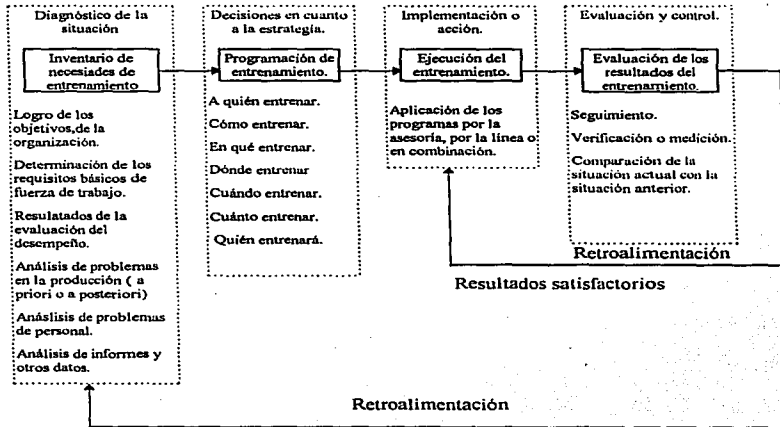 Diagnóstico de la
situación
Inventario de
necesiades de
entrenamiento
Logro de los
objetivos,de la
organización.
Determinación de los
requisitos básicos de
fuerza de trabajo.
Resulatados de la
evaluación del
desempeño.
Análisis de problemas
en la producción ( a
priori o a posteriori)
Anáslisis de problemas
de personal.
Análisis de informes y
otros datos.
Decisiones en cuanto
a la estrategía.
Programación de
entrenamiento.
A quién entrenar.
Cómo entrenar.
En qué entrenar.
Dónde entrenar
Cuándo entrenar.
Cuánto entrenar.
Quién entrenará.
Implementación o
acción.
Ejecución del
entrenamiento.
Aplicación de los
programas por la
asesoría, por la línea o
en combinación.
Evaluación y control.
Evaluación de los
resultados del
entrenamiento.
Seguimiento.
Verificación o medición.
Comparación de la
situación actual con la
situación anterior.
Retroalimentación
Resultados satisfactorios
Retroalimentación